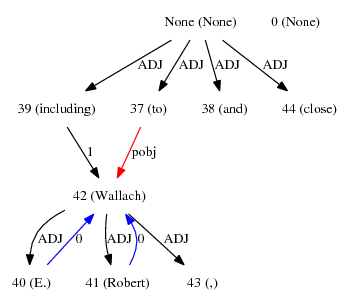 None (None) 0 (None)
ADJ ADJ ADJ ADJ
39 (including) 37 (to) 38 (and) 44 (close)
1 pobj
42 (Wallach)
ADJ 0 ADJ 0 ADJ
40 (E.) 41 (Robert) 43 (,)